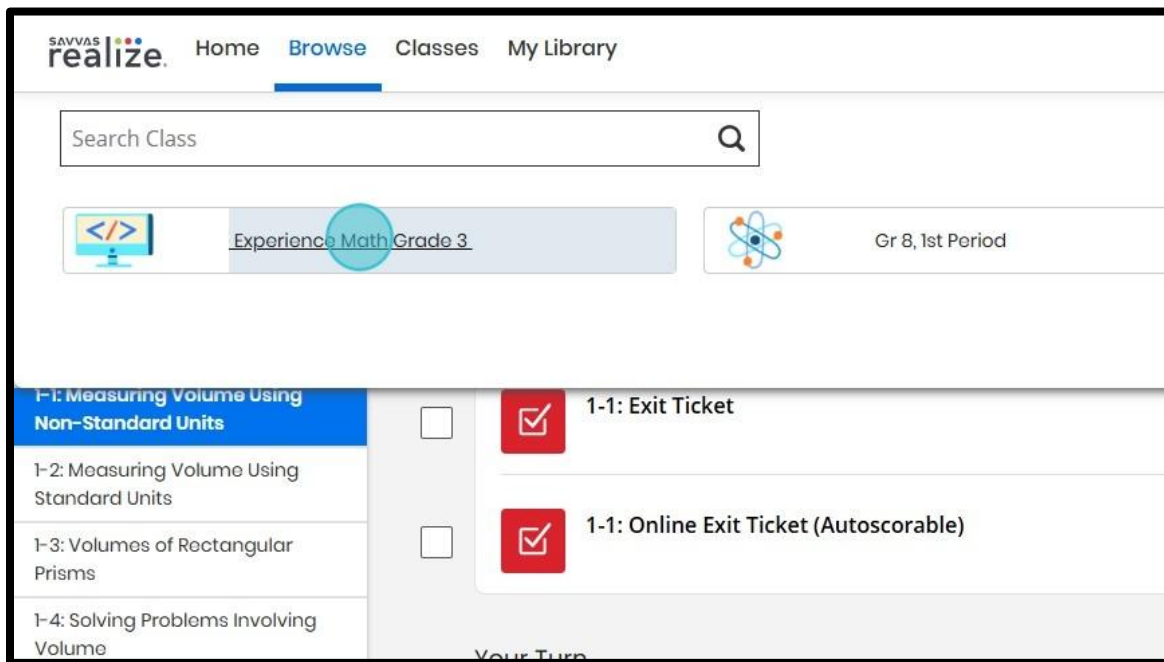 SAVVAS
realize.
Home Browse Classes My Library
Search Class
</>
Experience Math Grade 3
Gr 8, 1st Period
1-1: Measuring Volume Using
Non-Standard Units
1-1: Exit Ticket
1-2: Measuring Volume Using
Standard Units
1-1: Online Exit Ticket (Autoscorable)
1-3: Volumes of Rectangular
Prisms
1-4: Solving Problems Involving
Volume
Your Turn